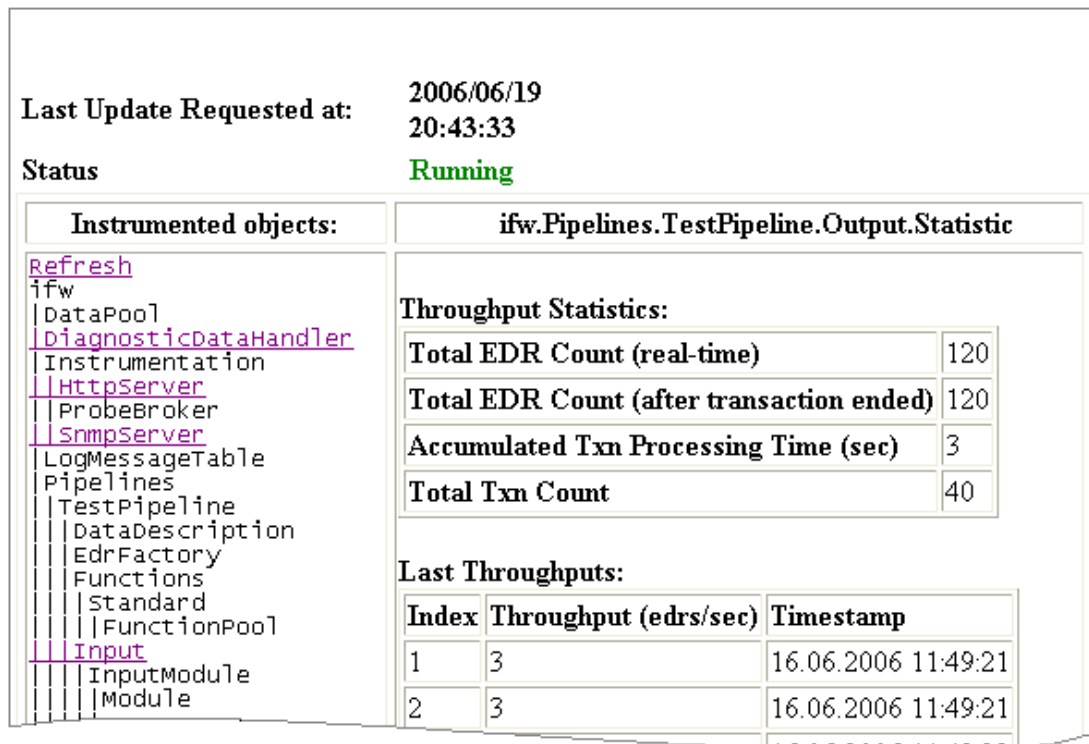 Last Update Requested at:
2006/06/19
20:43:33
Status
Running
Instrumented objects:
ifw.Pipelines.TestPipeline.Output.Statistic
Refresh
ifw
|DataPool
|DiagnosticDataHandler
|Instrumentation
||HttpServer
||ProbeBroker
||SnmpServer
|LogMessageTable
|Pipelines
||TestPipeline
|||DataDescription
|||EdrFactory
|||Functions
||||Standard
|||||FunctionPool
|||Input
||||InputModule
|||||Module
Throughput Statistics:
Total EDR Count (real-time) 120
Total EDR Count (after transaction ended) 120
Accumulated Txn Processing Time (sec) 3
Total Txn Count 40
Last Throughputs:
Index Throughput (edrs/sec) Timestamp
1 3 16.06.2006 11:49:21
2 3 16.06.2006 11:49:21